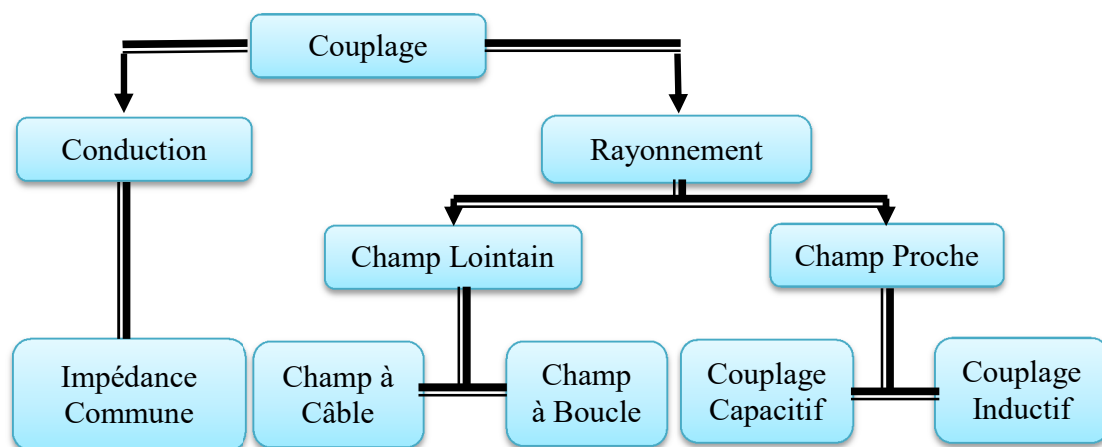 Couplage
Conduction
Rayonnement
Champ Lointain
Champ Proche
Impédance
Commune
Champ à
Câble
Champ
à Boucle
Couplage
Capacitif
Couplage
Inductif